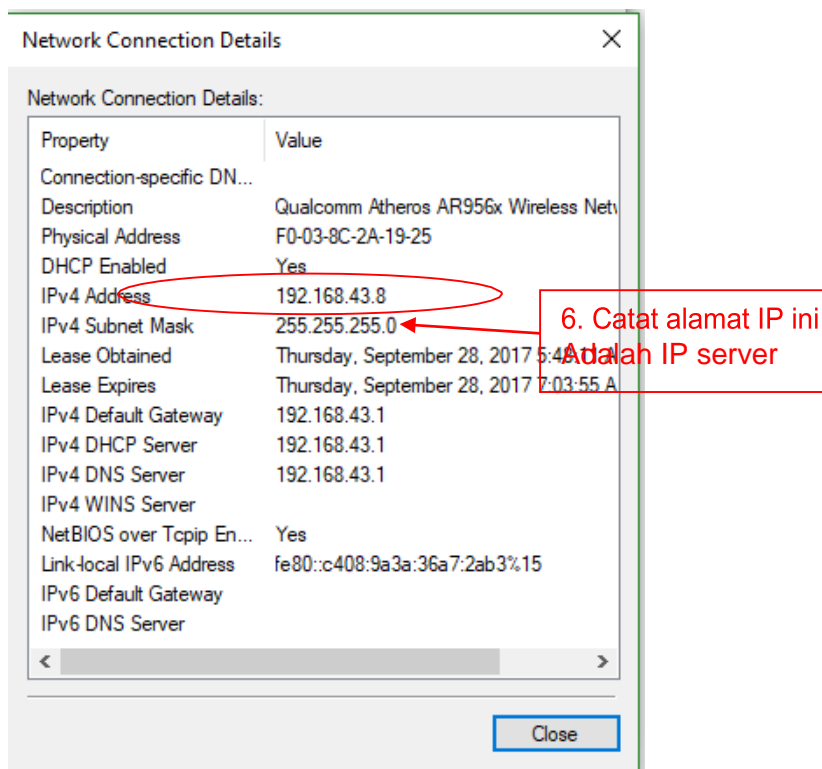 Network Connection Details
Network Connection Details:
Property Value
Connection-specific DN...
Description Qualcomm Atheros AR956x Wireless Netw
Physical Address F0-03-8C-2A-19-25
DHCP Enabled Yes
IPv4 Address 192.168.43.8
IPv4 Subnet Mask 255.255.255.0
6. Catat alamat IP ini
Adalah IP server
Lease Obtained Thursday, September 28, 2017 5:48:11 A
Lease Expires Thursday, September 28, 2017 7:03:55 A
IPv4 Default Gateway 192.168.43.1
IPv4 DHCP Server 192.168.43.1
IPv4 DNS Server 192.168.43.1
IPv4 WINS Server
NetBIOS over Tcpip En... Yes
Link-local IPv6 Address fe80::c408:9a3a:36a7:2ab3%15
IPv6 Default Gateway
IPv6 DNS Server
Close